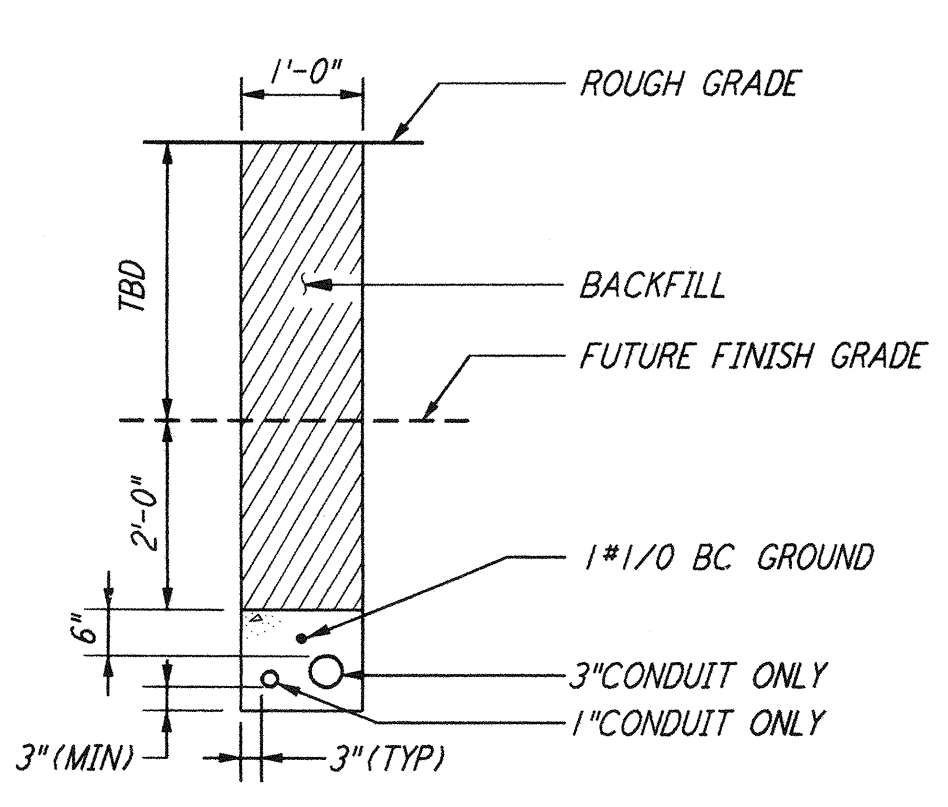 1'-0"
ROUGH GRADE
TBD
BACKFILL
FUTURE FINISH GRADE
2'-0"
1#1/0 BC GROUND
6"
3"CONDUIT ONLY
1"CONDUIT ONLY
3"(MIN)
3"(TYP)